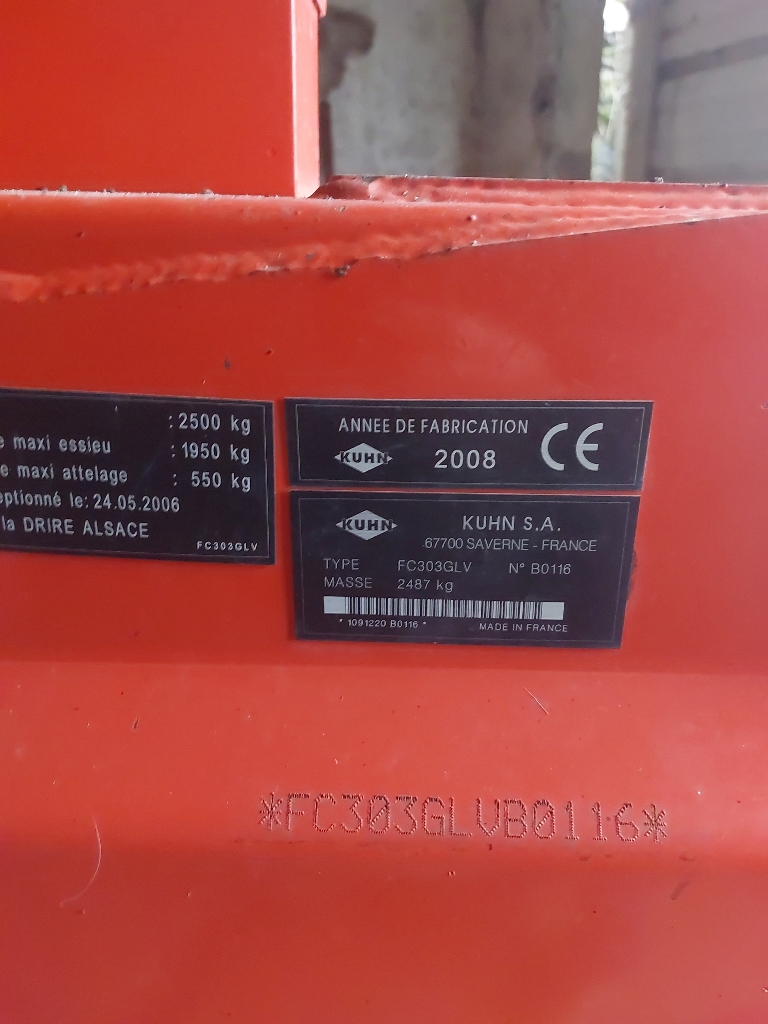 : 2500 kg
e maxi essieu : 1950 kg
e maxi attelage : 550 kg
eptionné le: 24.05.2006
la DRIRE ALSACE
FC303GLV
ANNEE DE FABRICATION
KUHN 2008 CE
KUHN KUHN S.A.
67700 SAVERNE - FRANCE
TYPE FC303GLV N° B0116
MASSE 2487 kg
* 1091220 B0116 * MADE IN FRANCE
*FC303GLVB0116*